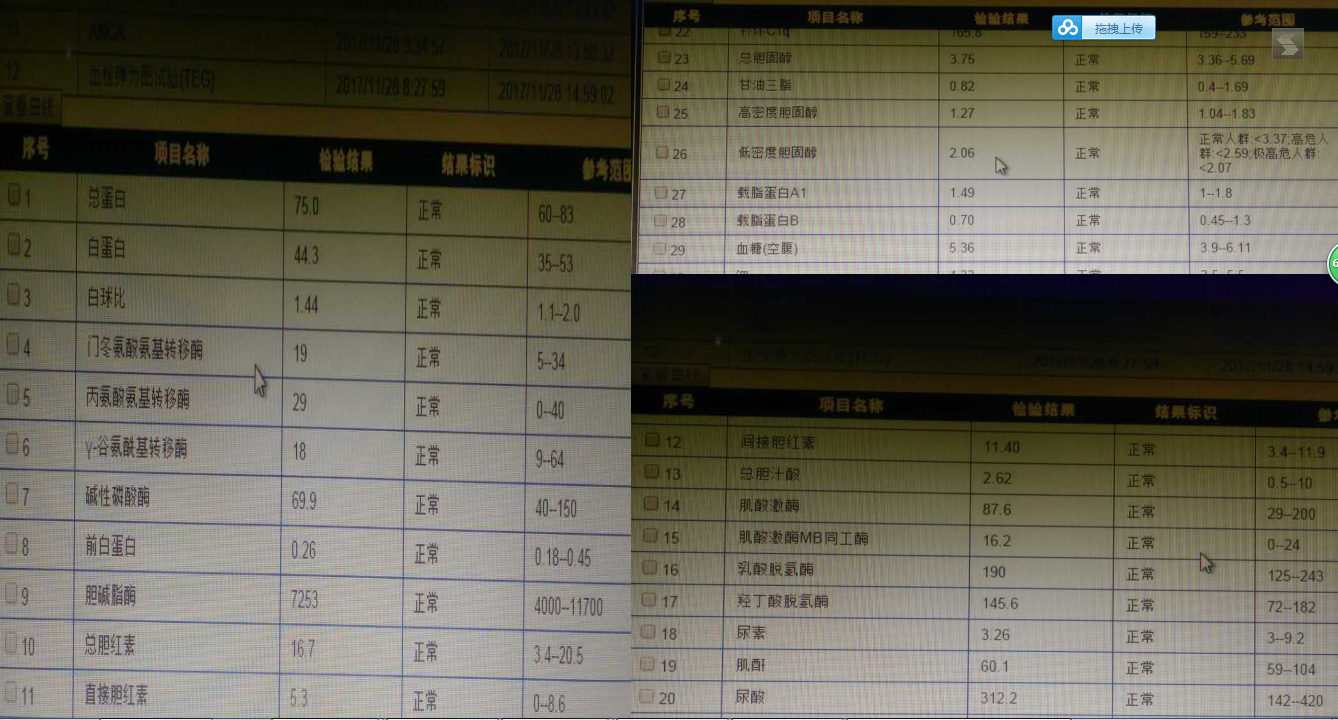 11 ANCA 2017/11/28 9:34:57 2017/11/28 13:50:32
12 血栓弹力图试验(TEG) 2017/11/28 8:27:59 2017/11/28 14:59:02
查看曲线
序号 项目名称 检验结果 结果标识 参考范围
1 总蛋白 75.0 正常 60--83
2 白蛋白 44.3 正常 35--53
3 白球比 1.44 正常 1.1--2.0
4 门冬氨酸氨基转移酶 19 正常 5--34
5 丙氨酸氨基转移酶 29 正常 0--40
6 γ-谷氨酰基转移酶 18 正常 9--64
7 碱性磷酸酶 69.9 正常 40--150
8 前白蛋白 0.26 正常 0.18--0.45
9 胆碱脂酶 7253 正常 4000--11700
10 总胆红素 16.7 正常 3.4--20.5
11 直接胆红素 5.3 正常 0--8.6
序号 项目名称 检验结果 参考范围
拖拽上传
22 补体C1q 165.8 159--233
23 总胆固醇 3.75 正常 3.36--5.69
24 甘油三脂 0.82 正常 0.4--1.69
25 高密度胆固醇 1.27 正常 1.04--1.83
26 低密度胆固醇 2.06 正常 正常人群:<3.37;高危人
群:<2.59;极高危人群:
<2.07
27 载脂蛋白A1 1.49 正常 1--1.8
28 载脂蛋白B 0.70 正常 0.45--1.3
29 血糖(空腹) 5.36 正常 3.9--6.11
12 2017/11/28 8:27:59 2017/11/28 14:59
查看曲线
序号 项目名称 检验结果 结果标识
12 间接胆红素 11.40 正常 3.4--11.9
13 总胆汁酸 2.62 正常 0.5--10
14 肌酸激酶 87.6 正常 29--200
15 肌酸激酶MB同工酶 16.2 正常 0--24
16 乳酸脱氢酶 190 正常 125--243
17 羟丁酸脱氢酶 145.6 正常 72--182
18 尿素 3.26 正常 3--9.2
19 肌酐 60.1 正常 59--104
20 尿酸 312.2 正常 142--420